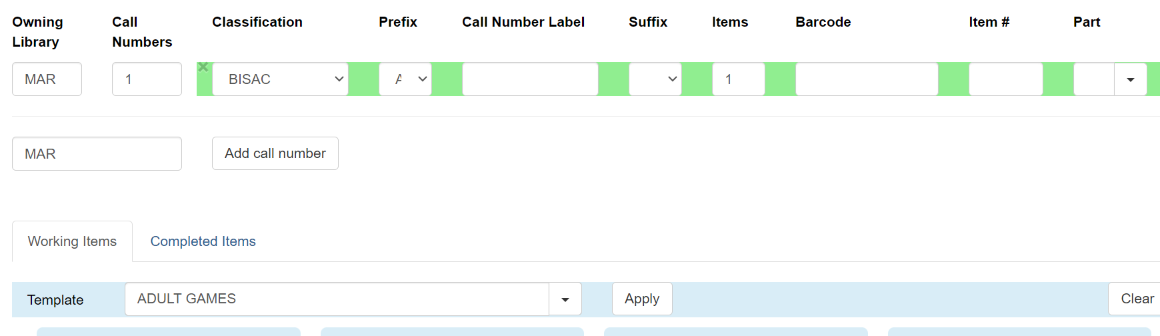 Owning Library
Call Numbers
Classification
Prefix
Call Number Label
Suffix
Items
Barcode
Item #
Part
MAR
1
BISAC
1
MAR
Add call number
Working Items
Completed Items
Template
ADULT GAMES
Apply
Clear